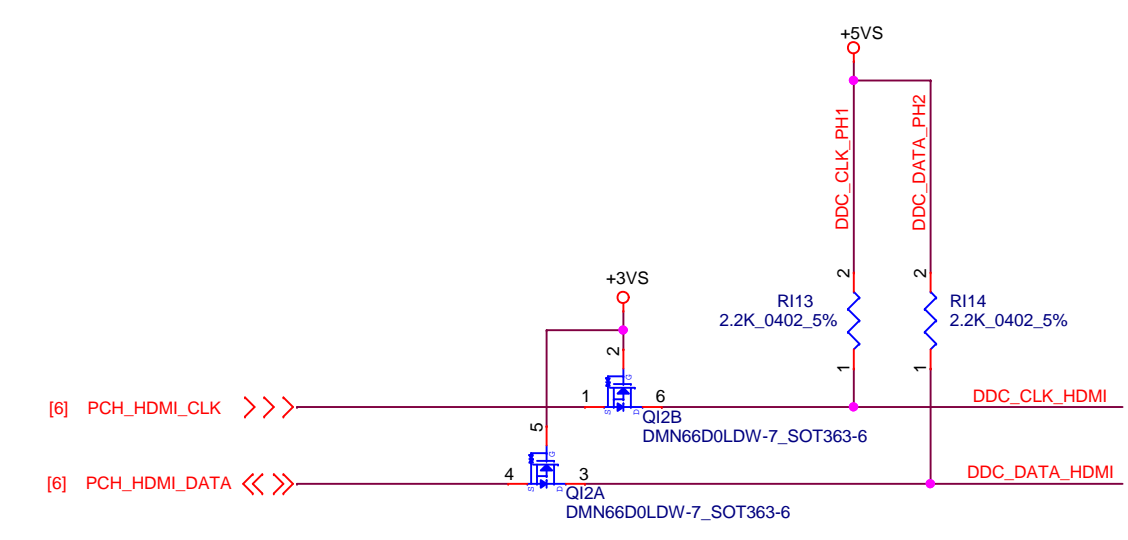 +5VS
DDC_CLK_PH1
DDC_DATA_PH2
+3VS
2
2
RI13
2.2K_0402_5%
RI14
2.2K_0402_5%
2
1
1
[6] PCH_HDMI_CLK
1
S
G
D
6
DDC_CLK_HDMI
QI2B
DMN66D0LDW-7_SOT363-6
5
[6] PCH_HDMI_DATA
4
S
G
D
3
DDC_DATA_HDMI
QI2A
DMN66D0LDW-7_SOT363-6